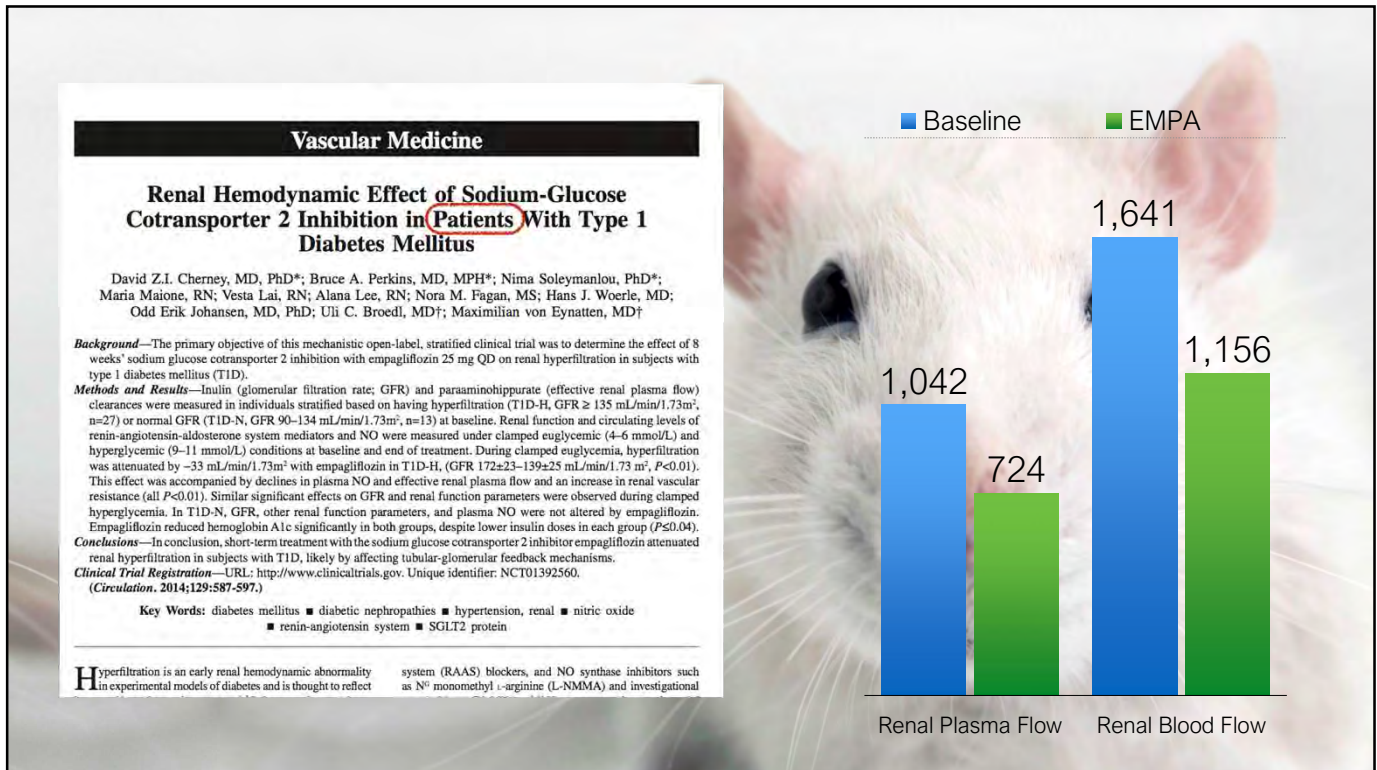 Vascular Medicine
Renal Hemodynamic Effect of Sodium-Glucose
Cotransporter 2 Inhibition in Patients With Type 1
Diabetes Mellitus
David Z.I. Cherney, MD, PhD*; Bruce A. Perkins, MD, MPH*; Nima Soleymanlou, PhD*;
Maria Maione, RN; Vesta Lai, RN; Alana Lee, RN; Nora M. Fagan, MS; Hans J. Woerle, MD;
Odd Erik Johansen, MD, PhD; Uli C. Broedl, MD†; Maximilian von Eynatten, MD†
Background—The primary objective of this mechanistic open-label, stratified clinical trial was to determine the effect of 8
weeks' sodium glucose cotransporter 2 inhibition with empagliflozin 25 mg QD on renal hyperfiltration in subjects with
type 1 diabetes mellitus (T1D).
Methods and Results—Inulin (glomerular filtration rate; GFR) and paraaminohippurate (effective renal plasma flow)
clearances were measured in individuals stratified based on having hyperfiltration (T1D-H, GFR ≥ 135 mL/min/1.73m²,
n=27) or normal GFR (T1D-N, GFR 90–134 mL/min/1.73m², n=13) at baseline. Renal function and circulating levels of
renin-angiotensin-aldosterone system mediators and NO were measured under clamped euglycemic (4–6 mmol/L) and
hyperglycemic (9–11 mmol/L) conditions at baseline and end of treatment. During clamped euglycemia, hyperfiltration
was attenuated by −33 mL/min/1.73m² with empagliflozin in T1D-H, (GFR 172±23–139±25 mL/min/1.73 m², P<0.01).
This effect was accompanied by declines in plasma NO and effective renal plasma flow and an increase in renal vascular
resistance (all P<0.01). Similar significant effects on GFR and renal function parameters were observed during clamped
hyperglycemia. In T1D-N, GFR, other renal function parameters, and plasma NO were not altered by empagliflozin.
Empagliflozin reduced hemoglobin A1c significantly in both groups, despite lower insulin doses in each group (P≤0.04).
Conclusions—In conclusion, short-term treatment with the sodium glucose cotransporter 2 inhibitor empagliflozin attenuated
renal hyperfiltration in subjects with T1D, likely by affecting tubular-glomerular feedback mechanisms.
Clinical Trial Registration—URL: http://www.clinicaltrials.gov. Unique identifier: NCT01392560.
(Circulation. 2014;129:587-597.)
Key Words: diabetes mellitus ■ diabetic nephropathies ■ hypertension, renal ■ nitric oxide
■ renin-angiotensin system ■ SGLT2 protein
Hyperfiltration is an early renal hemodynamic abnormality
in experimental models of diabetes and is thought to reflect
system (RAAS) blockers, and NO synthase inhibitors such
as Nᴳ monomethyl L-arginine (L-NMMA) and investigational
Baseline
EMPA
1,042
724
1,641
1,156
Renal Plasma Flow
Renal Blood Flow